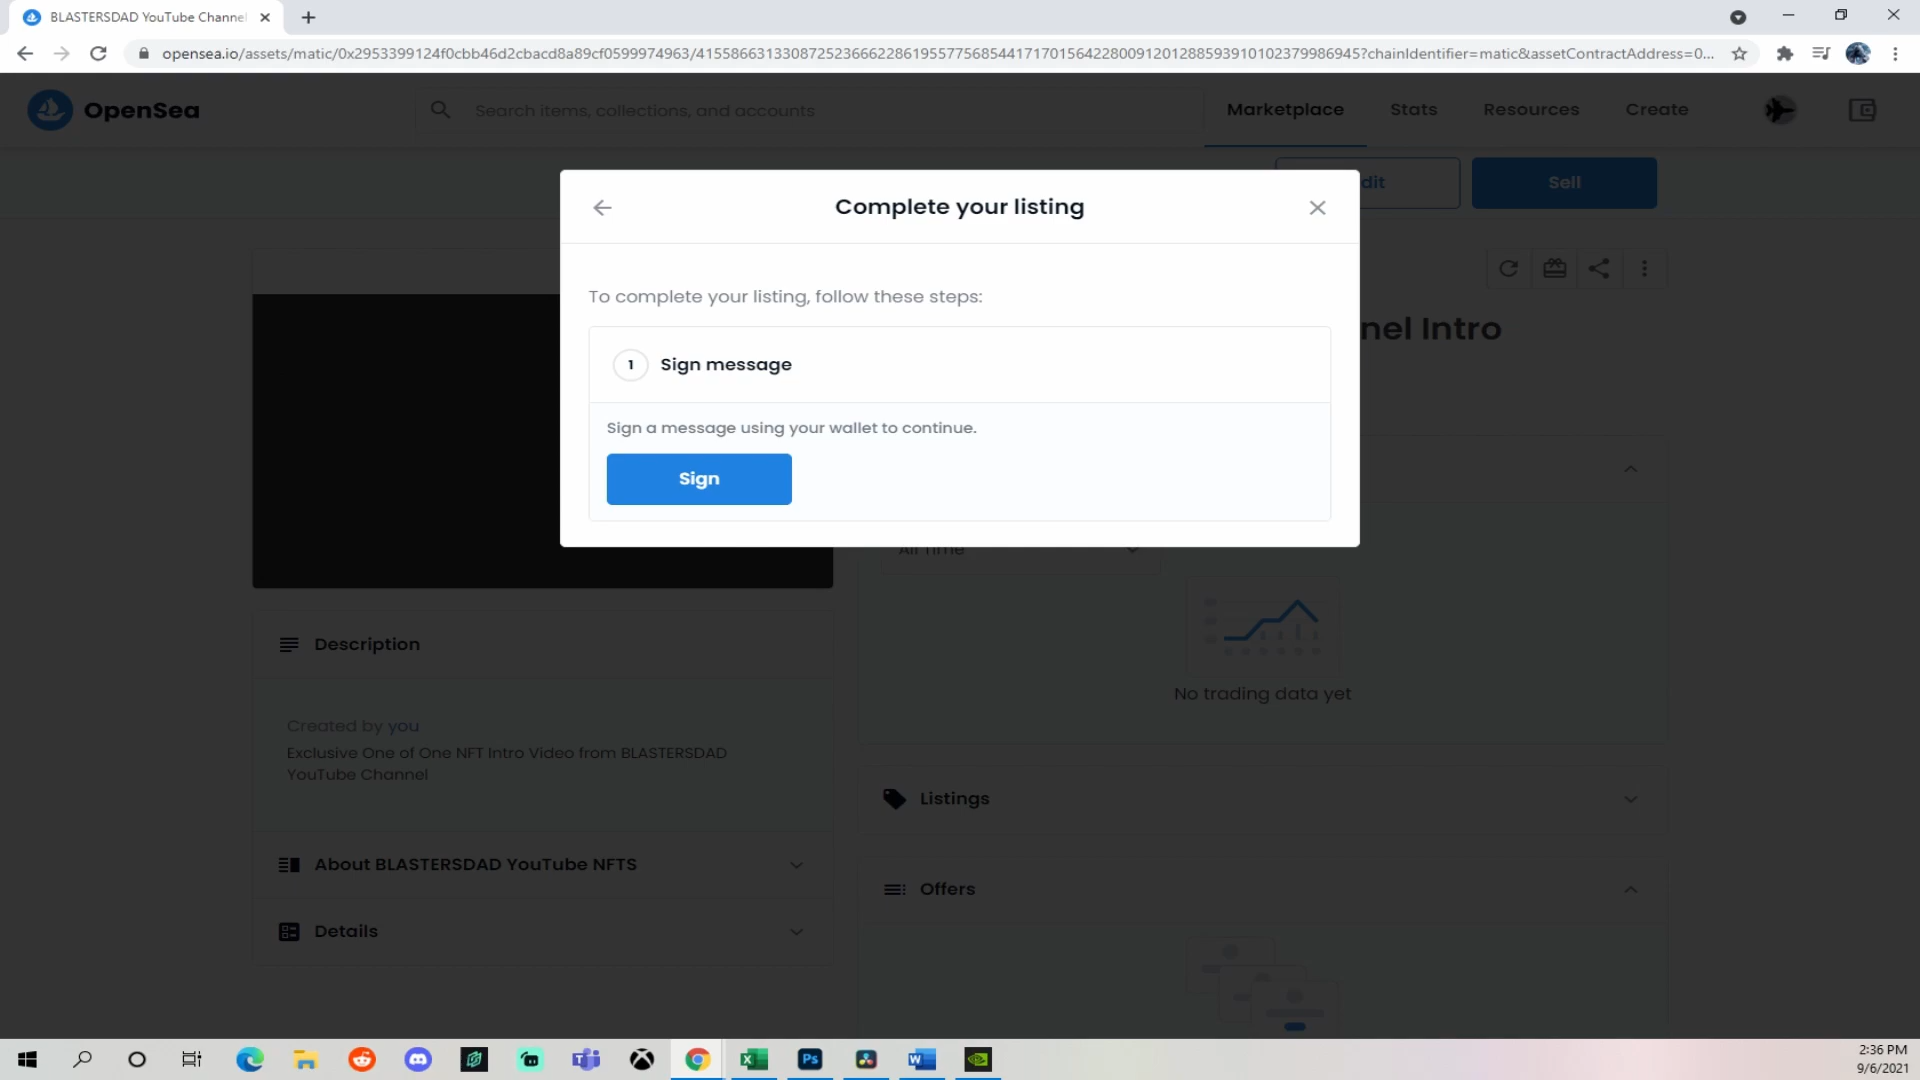 BLASTERSDAD YouTube Channel
opensea.io/assets/matic/0x2953399124f0cbb46d2cbacd8a89cf0599974963/41558663133087252366622861955775685441717015642280091201288593910102379986945?chainIdentifier=matic&assetContractAddress=0...
OpenSea
Search items, collections, and accounts
Marketplace
Stats
Resources
Create
dit
Sell
Complete your listing
To complete your listing, follow these steps:
1 Sign message
Sign a message using your wallet to continue.
Sign
nel Intro
All Time
No trading data yet
Description
Created by you
Exclusive One of One NFT Intro Video from BLASTERSDAD
YouTube Channel
Listings
About BLASTERSDAD YouTube NFTS
Offers
Details
Ps
2:36 PM
9/6/2021